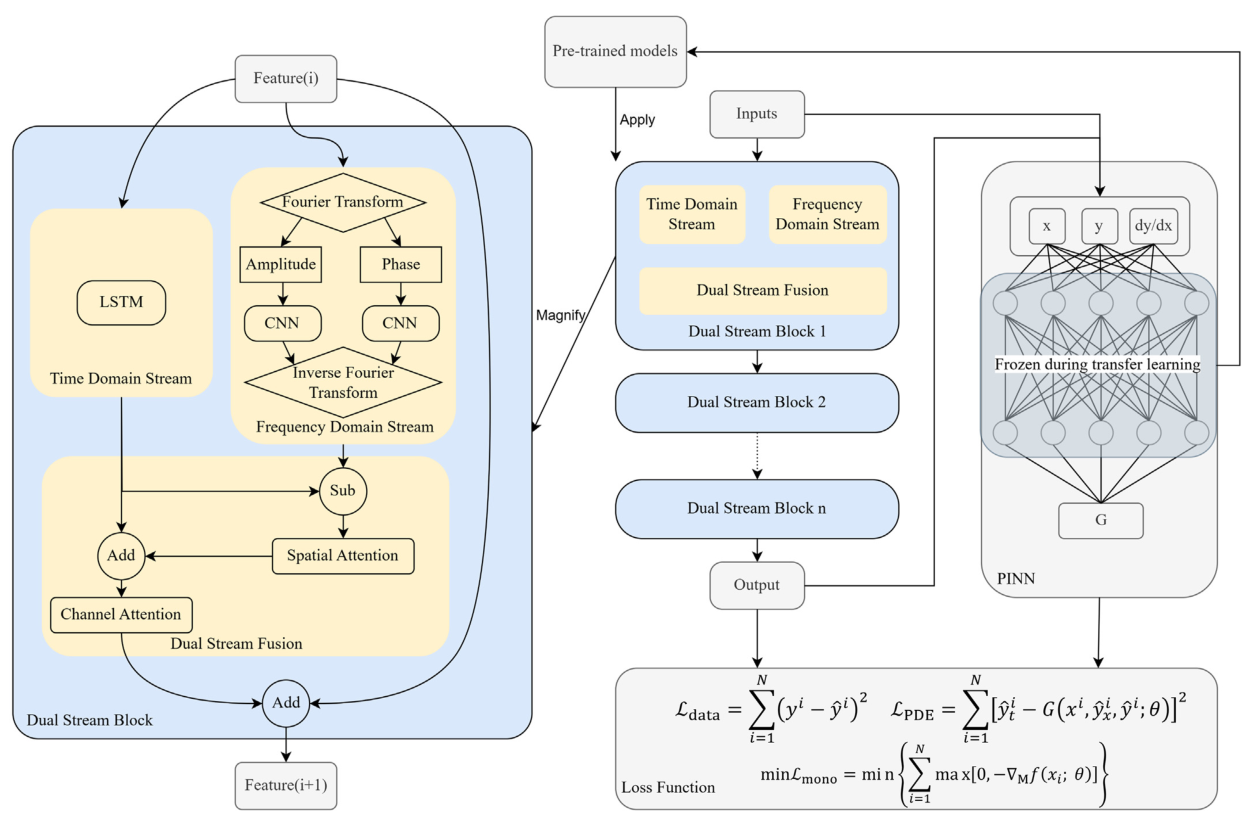 Feature(i)
Fourier Transform
Amplitude
Phase
LSTM
CNN
CNN
Inverse Fourier
Transform
Time Domain Stream
Frequency Domain Stream
Sub
Add
Spatial Attention
Channel Attention
Dual Stream Fusion
Add
Dual Stream Block
Feature(i+1)
Pre-trained models
Apply
Magnify
Inputs
Time Domain
Stream
Frequency
Domain Stream
Dual Stream Fusion
Dual Stream Block 1
Dual Stream Block 2
Dual Stream Block n
Output
x
y
dy/dx
Frozen during transfer learning
G
PINN
ℒ_data = ∑_{i=1}^{N} (y^i − ŷ^i)^2
ℒ_PDE = ∑_{i=1}^{N} [ŷ_t^i − G(x^i, ŷ_x^i, ŷ^i; θ)]^2
minℒ_mono = min n{∑_{i=1}^{N} ma x[0, −∇_M f(x_i; θ)]}
Loss Function